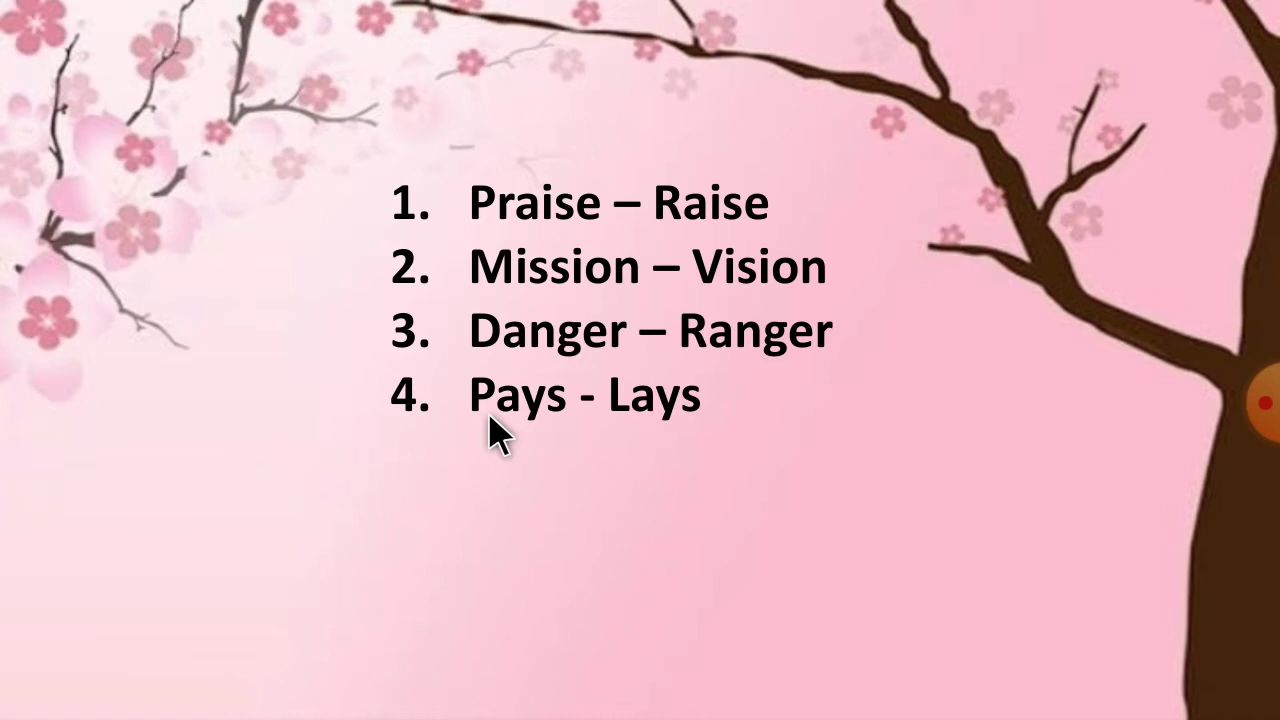 1. Praise – Raise
2. Mission – Vision
3. Danger – Ranger
4. Pays - Lays